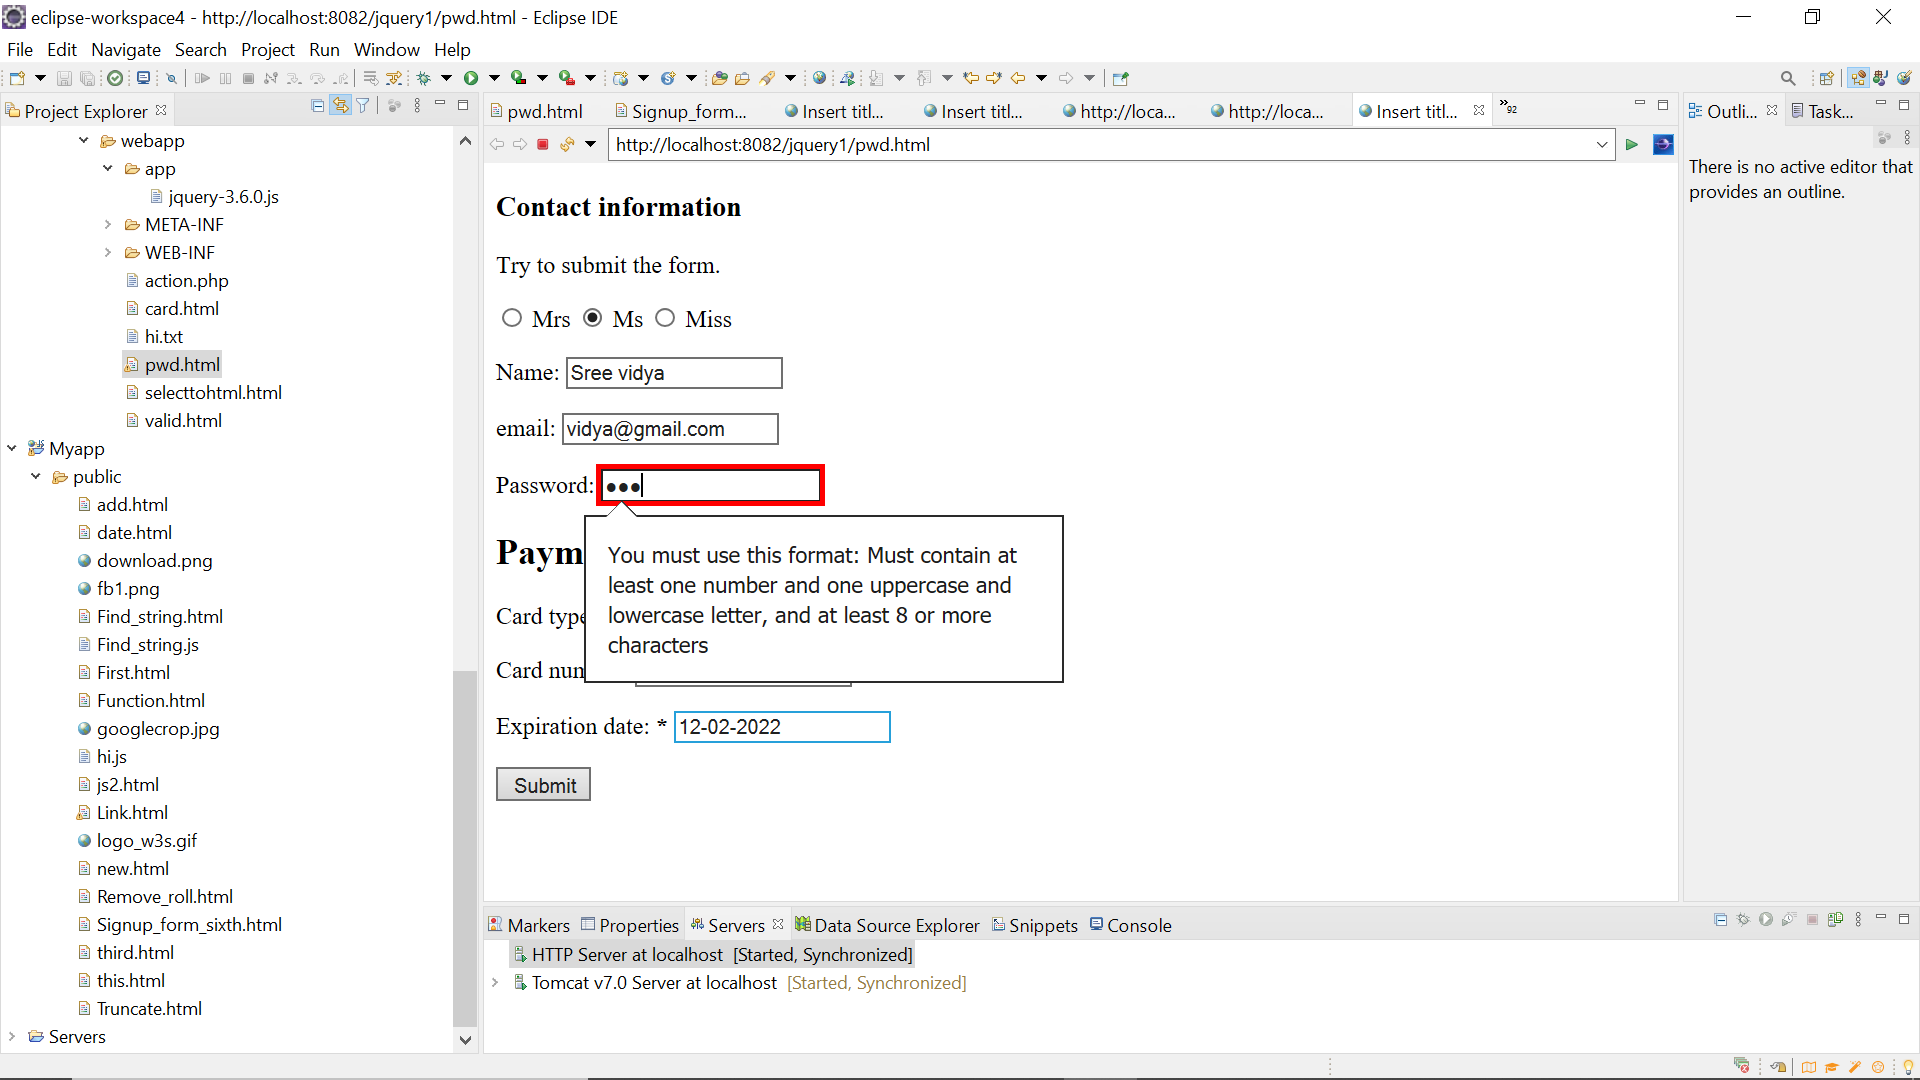 eclipse-workspace4 - http://localhost:8082/jquery1/pwd.html - Eclipse IDE
File Edit Navigate Search Project Run Window Help
Project Explorer
webapp
app
jquery-3.6.0.js
META-INF
WEB-INF
action.php
card.html
hi.txt
pwd.html
selecttohtml.html
valid.html
Myapp
public
add.html
date.html
download.png
fb1.png
Find_string.html
Find_string.js
First.html
Function.html
googlecrop.jpg
hi.js
js2.html
Link.html
logo_w3s.gif
new.html
Remove_roll.html
Signup_form_sixth.html
third.html
this.html
Truncate.html
Servers
pwd.html Signup_form... Insert titl... Insert titl... http://loca... http://loca... Insert titl... »92
http://localhost:8082/jquery1/pwd.html
Contact information
Try to submit the form.
Mrs Ms Miss
Name: Sree vidya
email: vidya@gmail.com
Password: ●●●
You must use this format: Must contain at
least one number and one uppercase and
lowercase letter, and at least 8 or more
characters
Paym
Card type
Card num
Expiration date: * 12-02-2022
Submit
Outli... Task...
There is no active editor that
provides an outline.
Markers Properties Servers Data Source Explorer Snippets Console
HTTP Server at localhost [Started, Synchronized]
Tomcat v7.0 Server at localhost [Started, Synchronized]